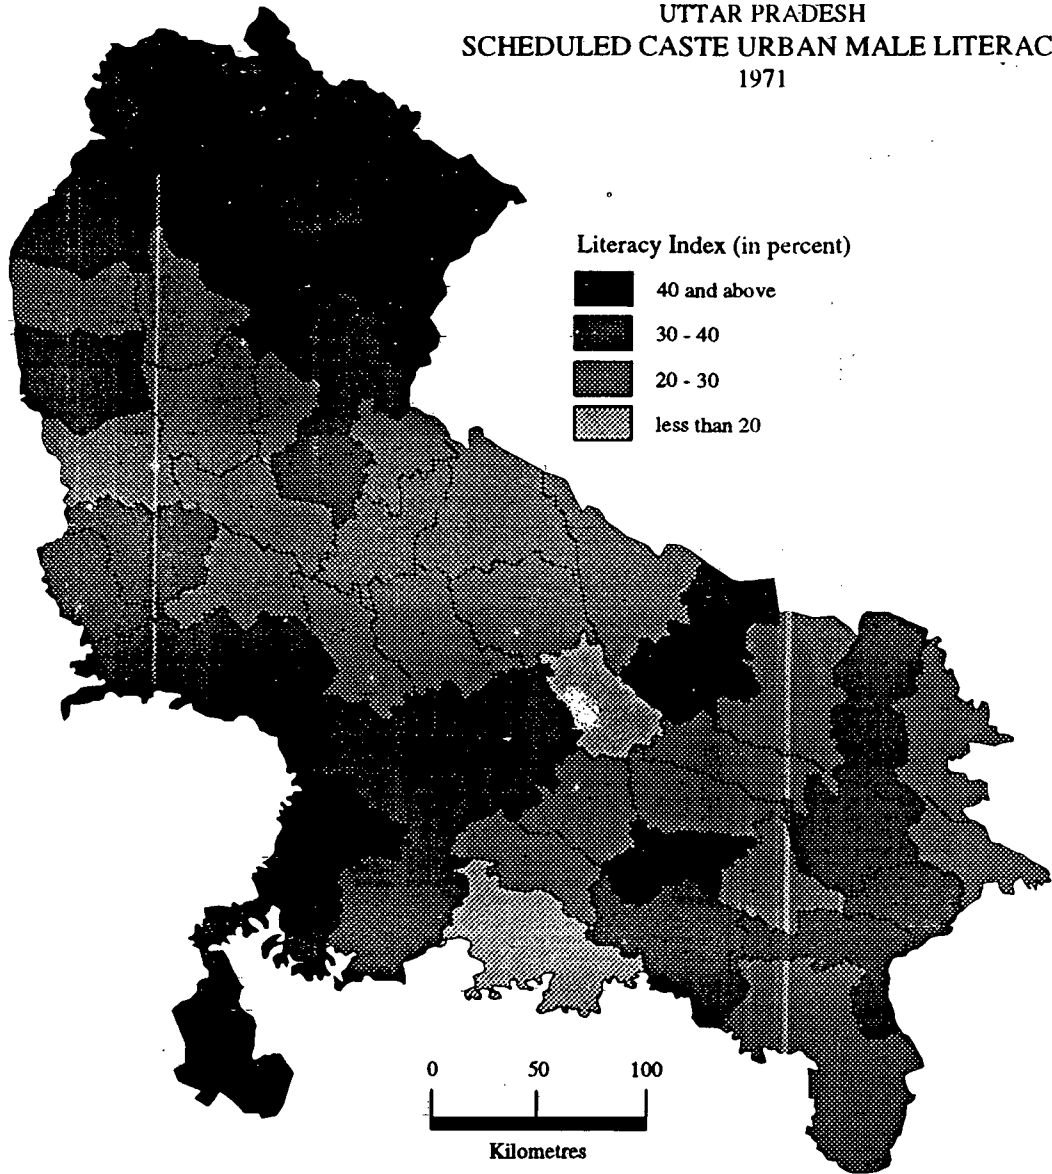 UTTAR PRADESH
SCHEDULED CASTE URBAN MALE LITERAC
1971
Literacy Index (in percent)
40 and above
30 - 40
20 - 30
less than 20
0 50 100
Kilometres